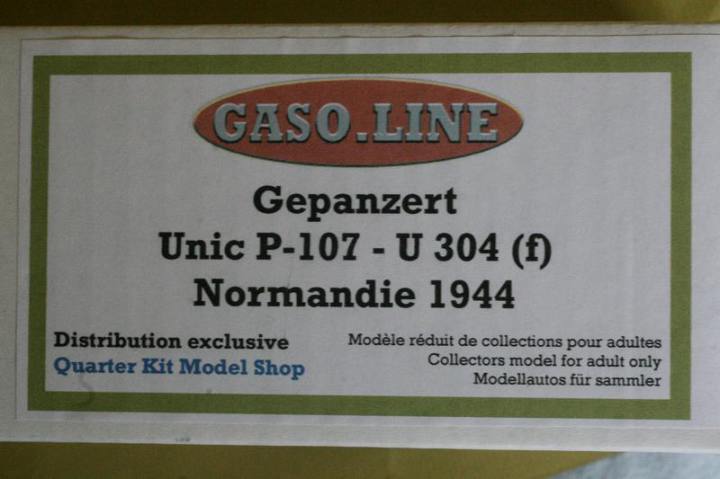 GASO.LINE
Gepanzert
Unic P-107 - U 304 (f)
Normandie 1944
Distribution exclusive
Quarter Kit Model Shop
Modèle réduit de collections pour adultes
Collectors model for adult only
Modellautos für sammler